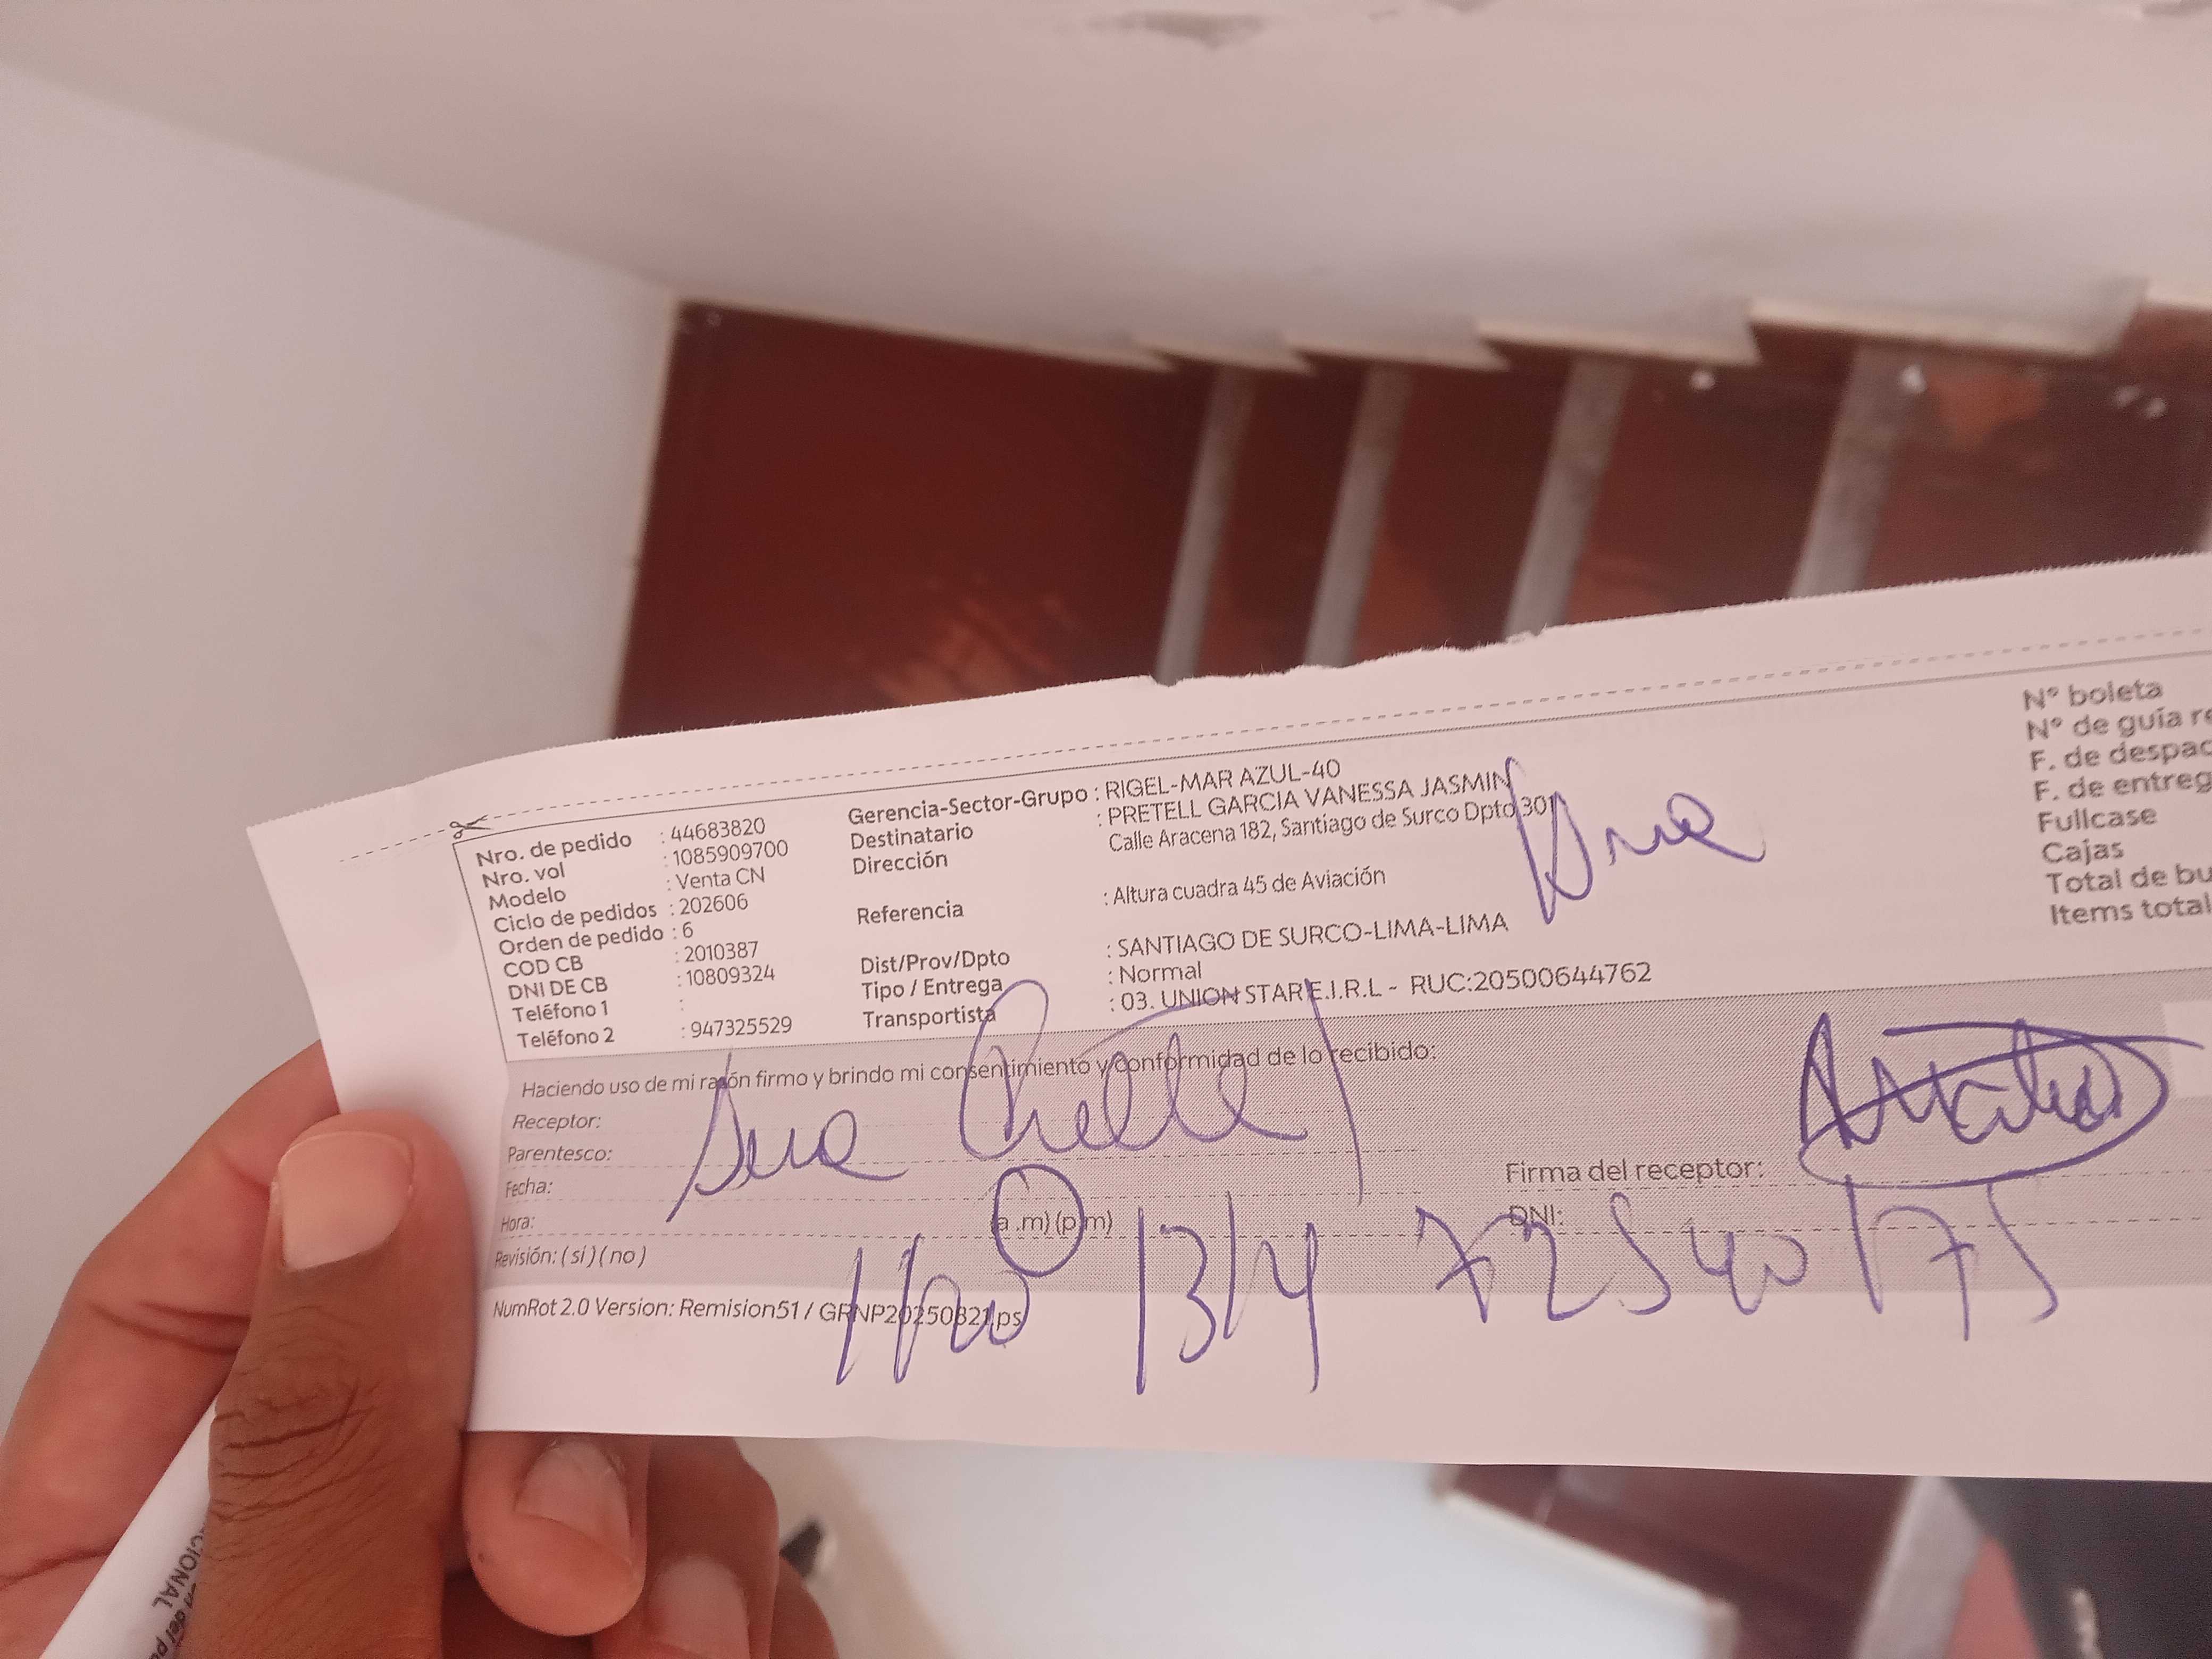 Nro. de pedido : 44683820
Nro. vol : 1085909700
Modelo : Venta CN
Ciclo de pedidos : 202606
Orden de pedido : 6
COD CB : 2010387
DNI DE CB : 10809324
Teléfono 1 :
Teléfono 2 : 947325529
Gerencia-Sector-Grupo : RIGEL-MAR AZUL-40
Destinatario : PRETELL GARCIA VANESSA JASMIN
Dirección Calle Aracena 182, Santiago de Surco Dpto 301
Referencia : Altura cuadra 45 de Aviación
Dist/Prov/Dpto : SANTIAGO DE SURCO-LIMA-LIMA
Tipo / Entrega : Normal
Transportista : 03. UNION STAR E.I.R.L - RUC:20500644762
N° boleta
N° de guía re
F. de despac
F. de entreg
Fullcase
Cajas
Total de bu
Items total
Haciendo uso de mi razón firmo y brindo mi consentimiento y conformidad de lo recibido:
Receptor:
Parentesco:
Fecha:
Hora: (a .m) (p.m)
Revisión: ( sí ) ( no )
Firma del receptor:
DNI:
13/4
NumRot 2.0 Version: Remision51 / GRNP20250821.ps
CIONAL